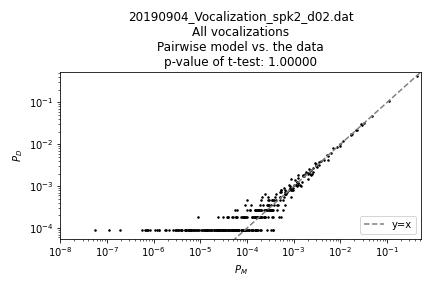 20190904_Vocalization_spk2_d02.dat
All vocalizations
Pairwise model vs. the data
p-value of t-test: 1.00000
10⁻¹
10⁻²
10⁻³
10⁻⁴
P_D
10⁻⁸ 10⁻⁷ 10⁻⁶ 10⁻⁵ 10⁻⁴ 10⁻³ 10⁻² 10⁻¹
P_M
y=x